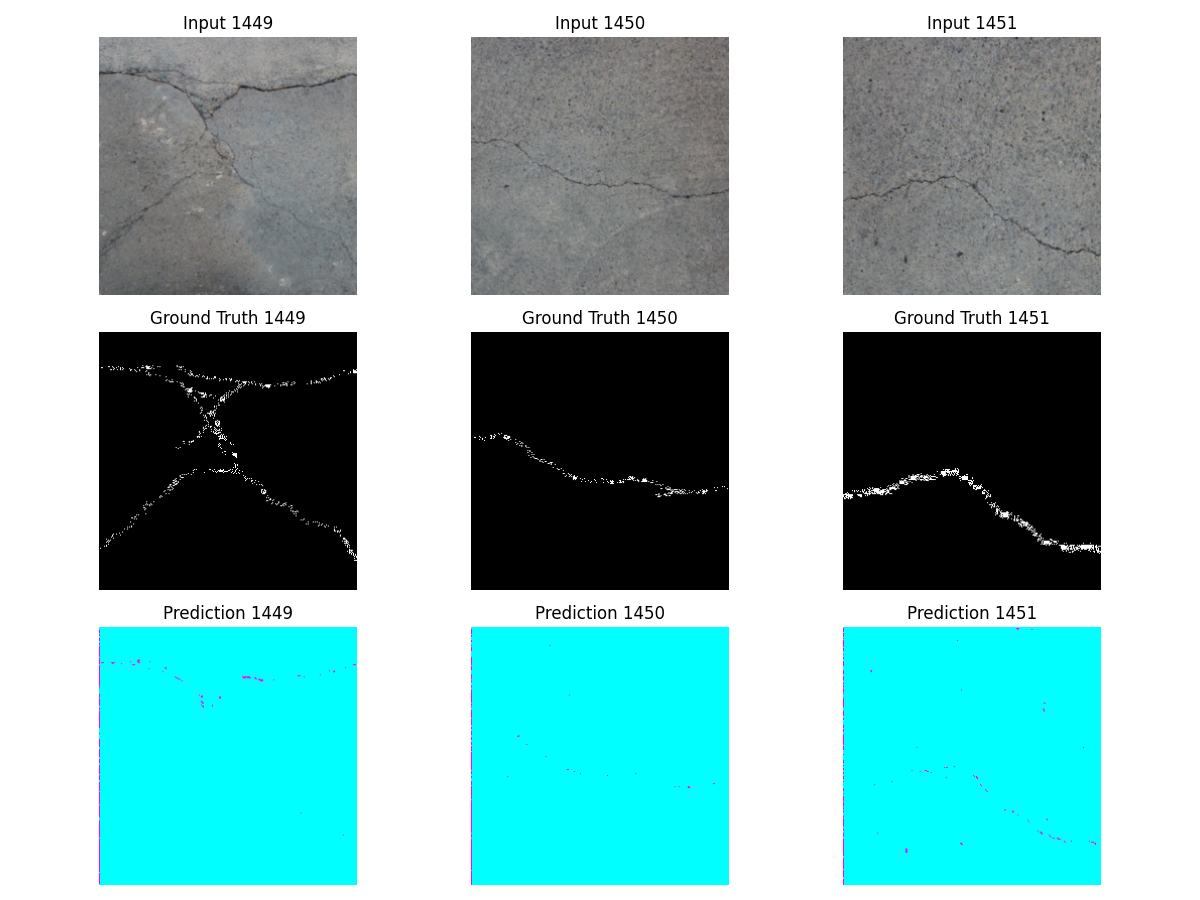 Input 1449
Input 1450
Input 1451
Ground Truth 1449
Ground Truth 1450
Ground Truth 1451
Prediction 1449
Prediction 1450
Prediction 1451